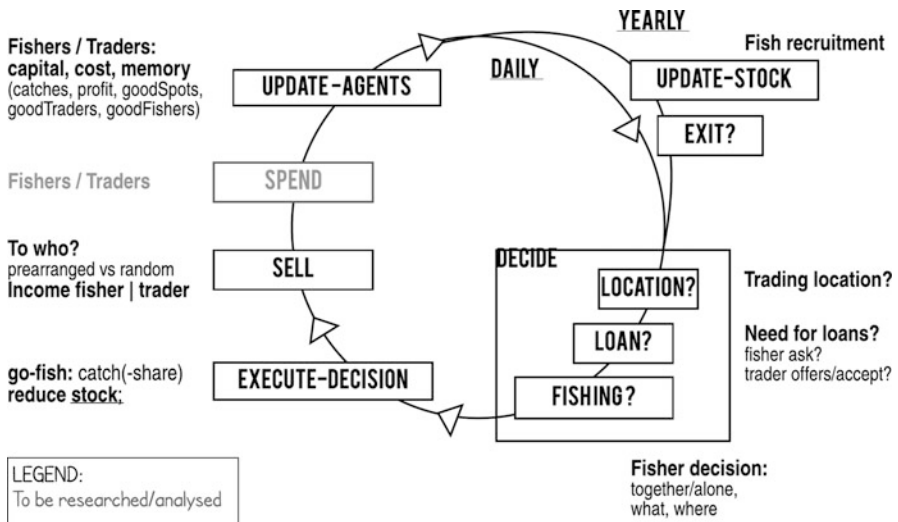 YEARLY
Fishers / Traders:
capital, cost, memory
(catches, profit, goodSpots,
goodTraders, goodFishers)
UPDATE-AGENTS
DAILY
Fish recruitment
UPDATE-STOCK
EXIT?
Fishers / Traders
SPEND
To who?
prearranged vs random
Income fisher | trader
SELL
DECIDE
LOCATION?
Trading location?
LOAN?
Need for loans?
fisher ask?
trader offers/accept?
go-fish: catch(-share)
reduce stock;
EXECUTE-DECISION
FISHING?
Fisher decision:
together/alone,
what, where
LEGEND:
To be researched/analysed